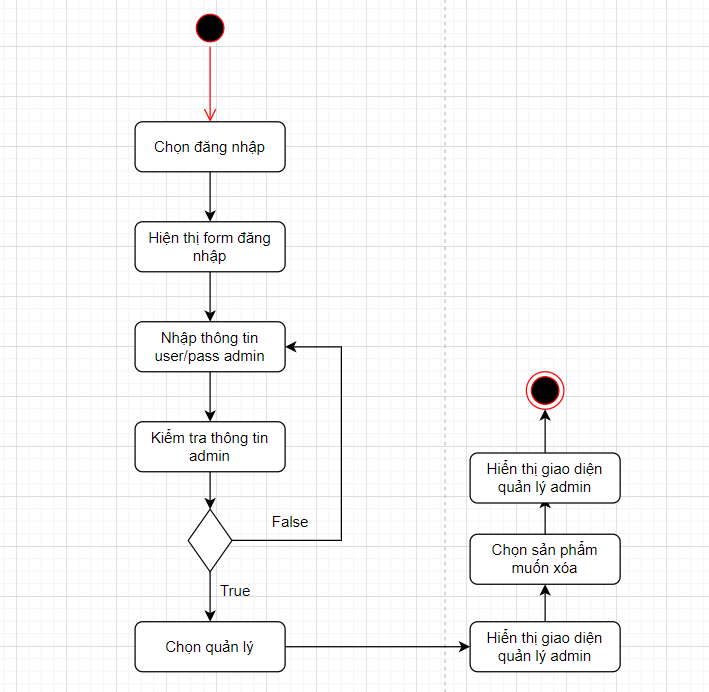 Chọn đăng nhập
Hiện thị form đăng
nhập
Nhập thông tin
user/pass admin
Kiểm tra thông tin
admin
False
True
Chọn quản lý
Hiển thị giao diện
quản lý admin
Chọn sản phẩm
muốn xóa
Hiển thị giao diện
quản lý admin